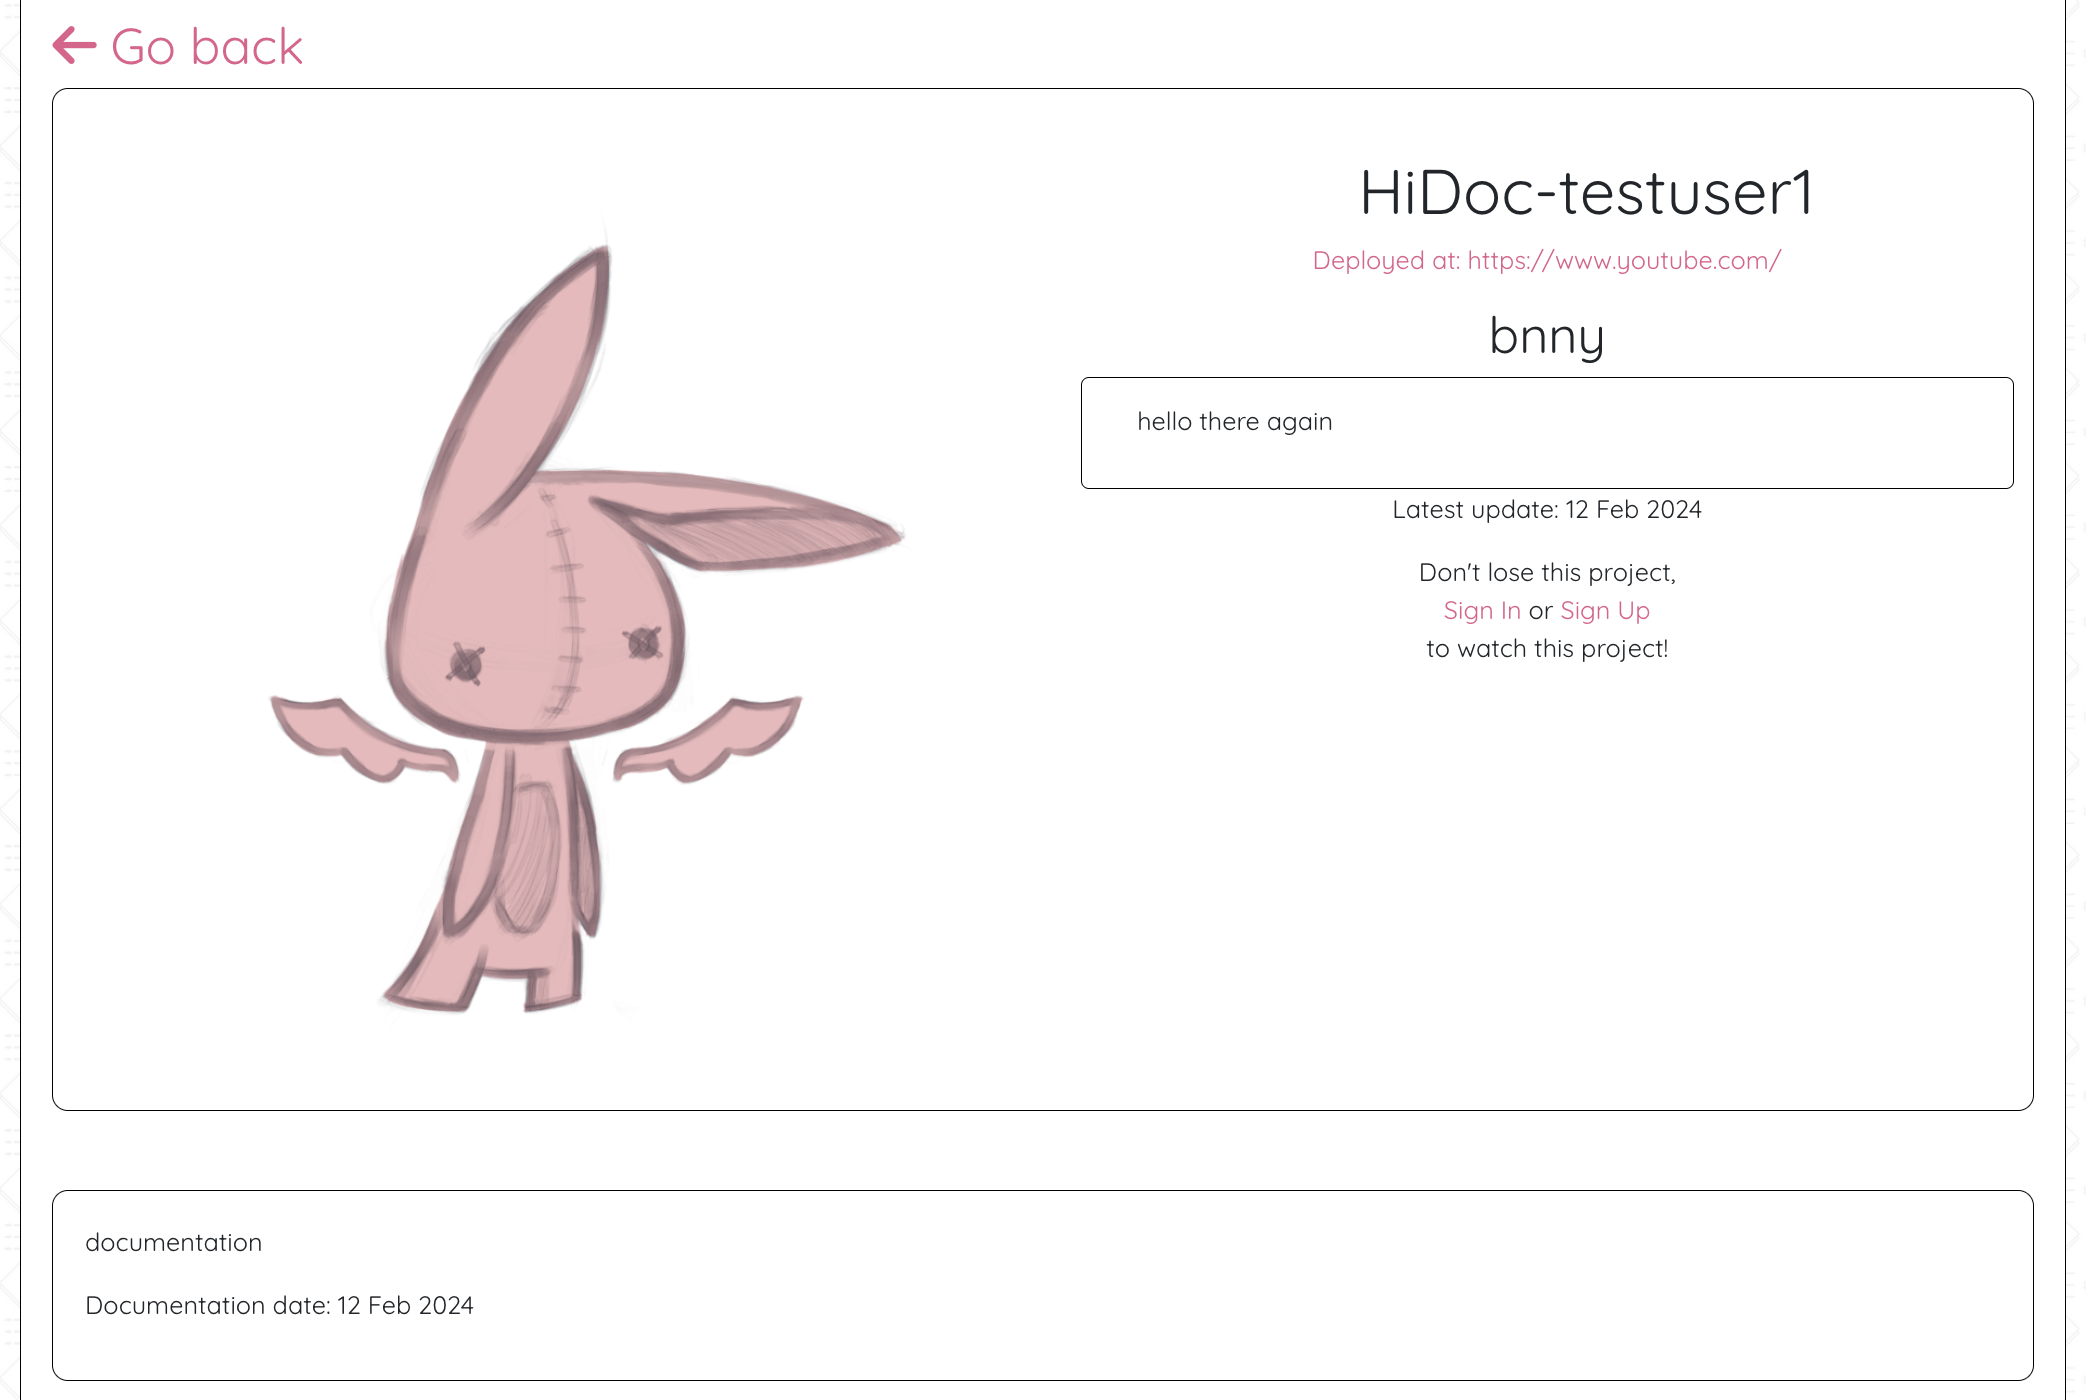 Go back
HiDoc-testuser1
Deployed at: https://www.youtube.com/
bnny
hello there again
Latest update: 12 Feb 2024
Don't lose this project,
Sign In or Sign Up
to watch this project!
documentation
Documentation date: 12 Feb 2024